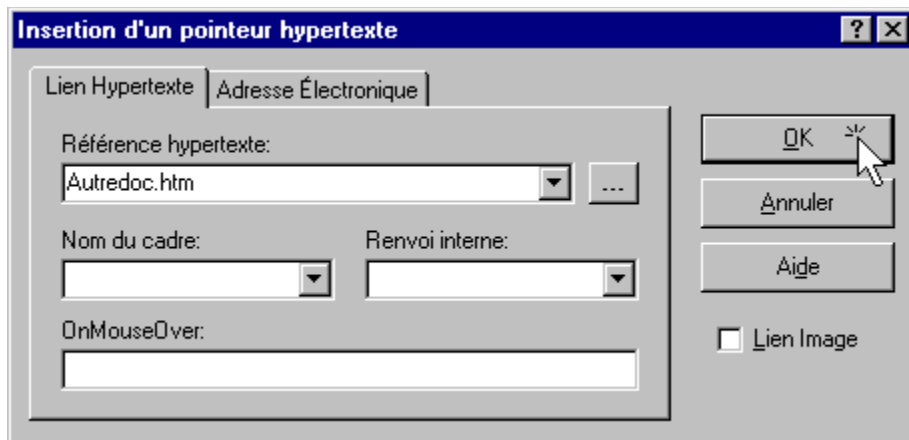 Insertion d'un pointeur hypertexte
Lien Hypertexte
Adresse Électronique
Référence hypertexte:
Autredoc.htm
...
Nom du cadre:
Renvoi interne:
OnMouseOver:
OK
Annuler
Aide
Lien Image